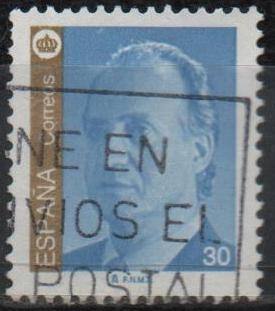 ESPAÑA Correos
NE EN
VIOS EL
POSTAL
30
F.N.M.T.